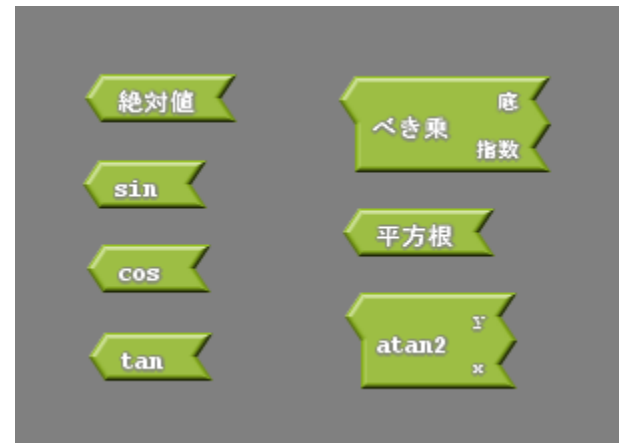 絶対値
sin
cos
tan
べき乗
底
指数
平方根
atan2
y
x